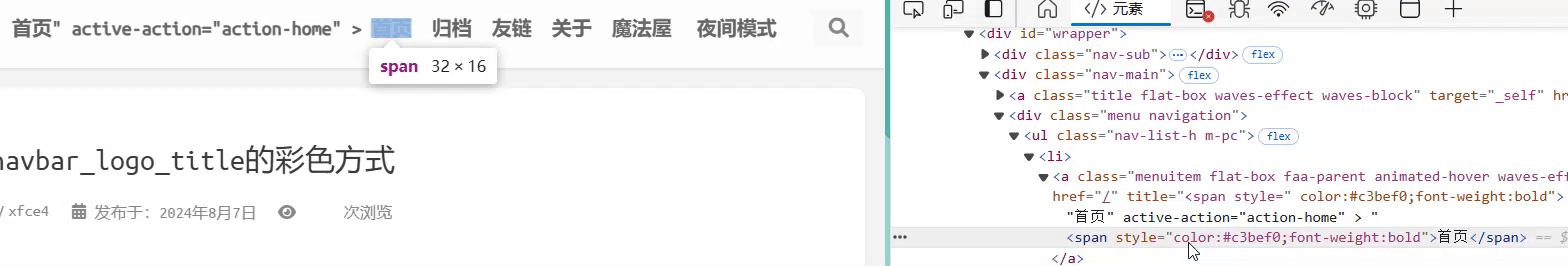 首页" active-action="action-home" > 首页 归档 友链 关于 魔法屋 夜间模式
span 32 × 16
navbar_logo_title的彩色方式
/ xfce4 发布于：2024年8月7日 次浏览
</> 元素
<div id="wrapper">
<div class="nav-sub"> ⋯ </div> flex
<div class="nav-main"> flex
<a class="title flat-box waves-effect waves-block" target="_self" hr
<div class="menu navigation">
<ul class="nav-list-h m-pc"> flex
<li>
<a class="menuitem flat-box faa-parent animated-hover waves-eff
href="/" title="<span style=" color:#c3bef0;font-weight:bold">
"首页" active-action="action-home" > "
<span style="color:#c3bef0;font-weight:bold">首页</span> == $
</a>